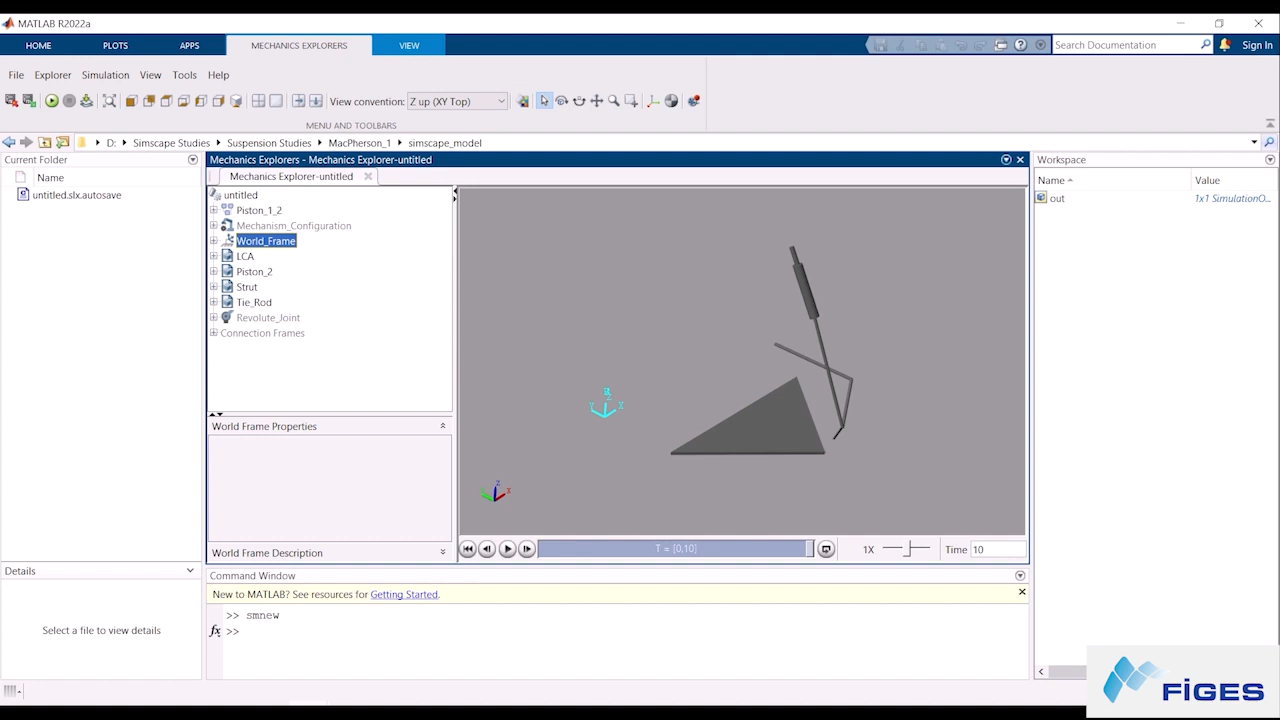 MATLAB R2022a
HOME PLOTS APPS MECHANICS EXPLORERS VIEW Search Documentation Sign In
File Explorer Simulation View Tools Help
View convention: Z up (XY Top)
MENU AND TOOLBARS
D: Simscape Studies Suspension Studies MacPherson_1 simscape_model
Current Folder
Name
untitled.slx.autosave
Details
Select a file to view details
Mechanics Explorers - Mechanics Explorer-untitled
Mechanics Explorer-untitled
untitled
Piston_1_2
Mechanism_Configuration
World_Frame
LCA
Piston_2
Strut
Tie_Rod
Revolute_Joint
Connection Frames
World Frame Properties
World Frame Description
Z
Y X
Z
X
T = [0,10] 1X Time 10
Command Window
New to MATLAB? See resources for Getting Started.
>> smnew
fx >>
Workspace
Name Value
out 1x1 SimulationO...
FiGES